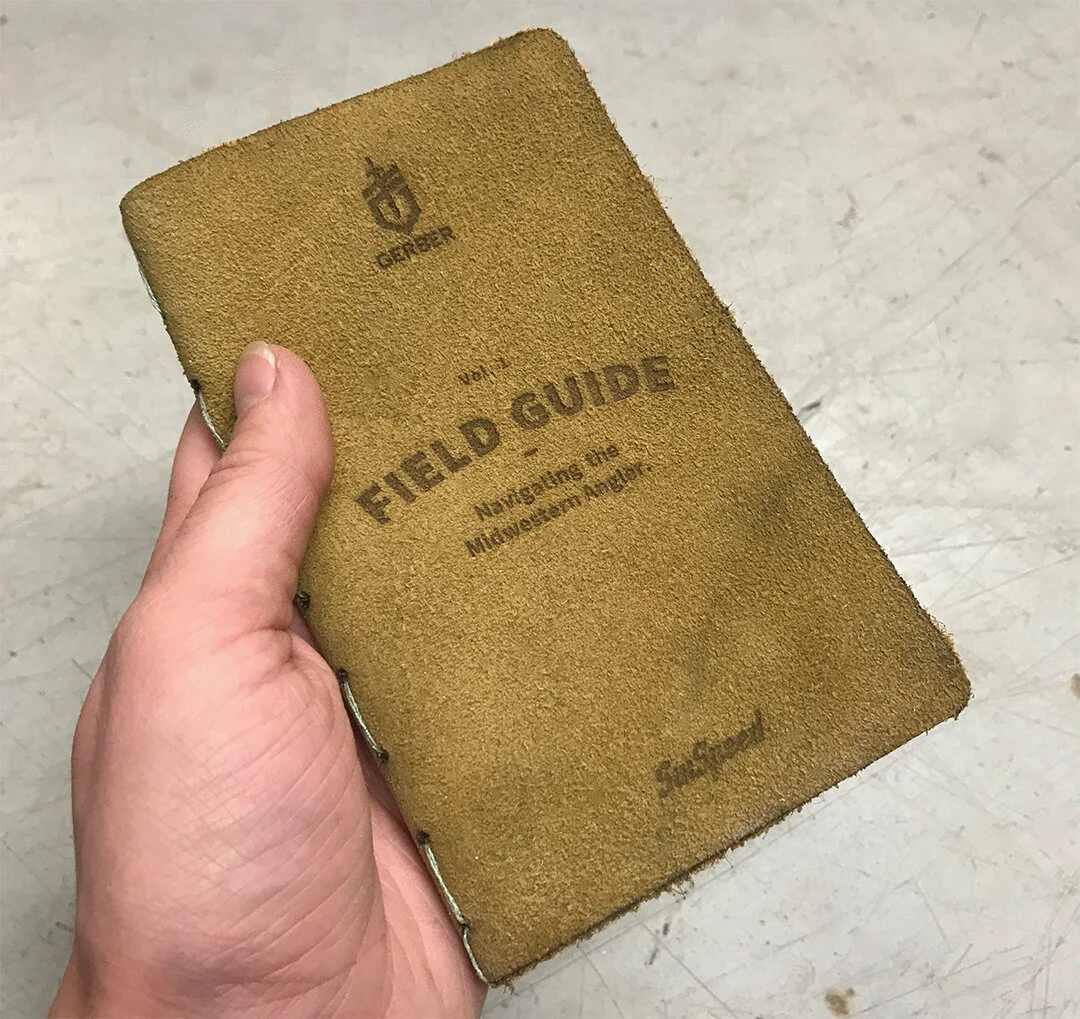 GERBER
Vol. 1
FIELD GUIDE
–
Navigating the
Midwestern Angler.